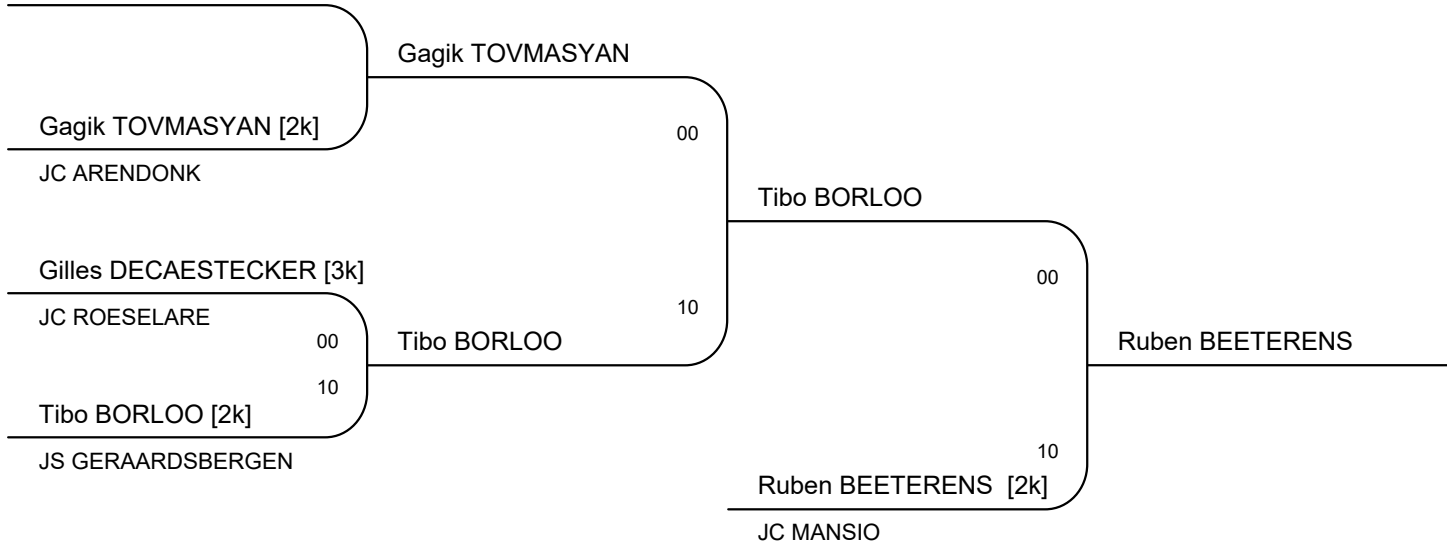 Gagik TOVMASYAN
Gagik TOVMASYAN [2k]
00
JC ARENDONK
Tibo BORLOO
Gilles DECAESTECKER [3k]
00
JC ROESELARE
10
00
Tibo BORLOO
Ruben BEETERENS
10
Tibo BORLOO [2k]
JS GERAARDSBERGEN
10
Ruben BEETERENS [2k]
JC MANSIO